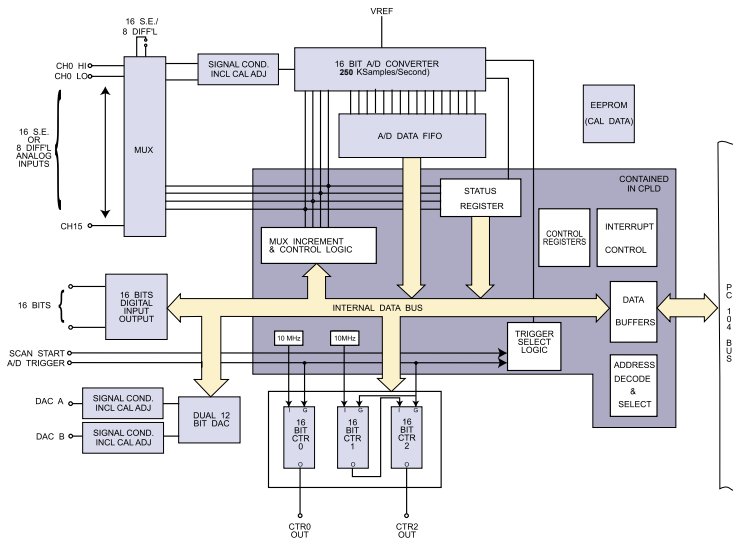 VREF
16 S.E./
8 DIFF'L
CH0 HI
CH0 LO
SIGNAL COND.
INCL CAL ADJ
16 BIT A/D CONVERTER
250 KSamples/Second)
EEPROM
(CAL DATA)
16 S.E.
OR
8 DIFF'L
ANALOG
INPUTS
MUX
A/D DATA FIFO
CONTAINED
IN CPLD
STATUS
REGISTER
CH15
MUX INCREMENT
& CONTROL LOGIC
CONTROL
REGISTERS
INTERRUPT
CONTROL
16 BITS
16 BITS
DIGITAL
INPUT
OUTPUT
INTERNAL DATA BUS
DATA
BUFFERS
PC 104 BUS
10 MHz
10MHz
TRIGGER
SELECT
LOGIC
SCAN START
A/D TRIGGER
ADDRESS
DECODE
&
SELECT
DAC A
SIGNAL COND.
INCL CAL ADJ
DUAL 12
BIT DAC
DAC B
SIGNAL COND.
INCL CAL ADJ
I G
16
BIT
CTR
0
O
I G
16
BIT
CTR
1
O
I G
16
BIT
CTR
2
O
CTR0
OUT
CTR2
OUT